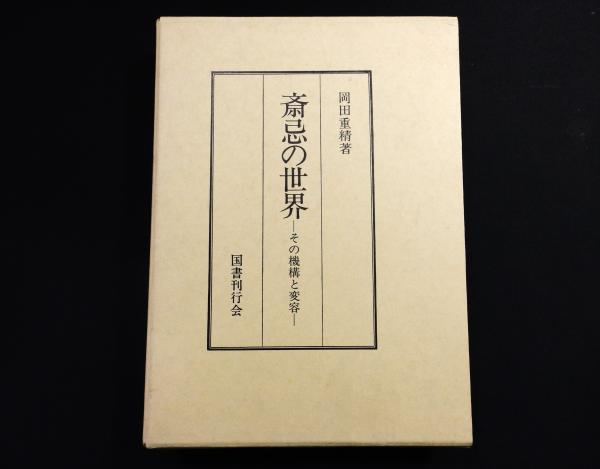 岡田重精著
斎忌の世界
―その機構と変容―
国書刊行会